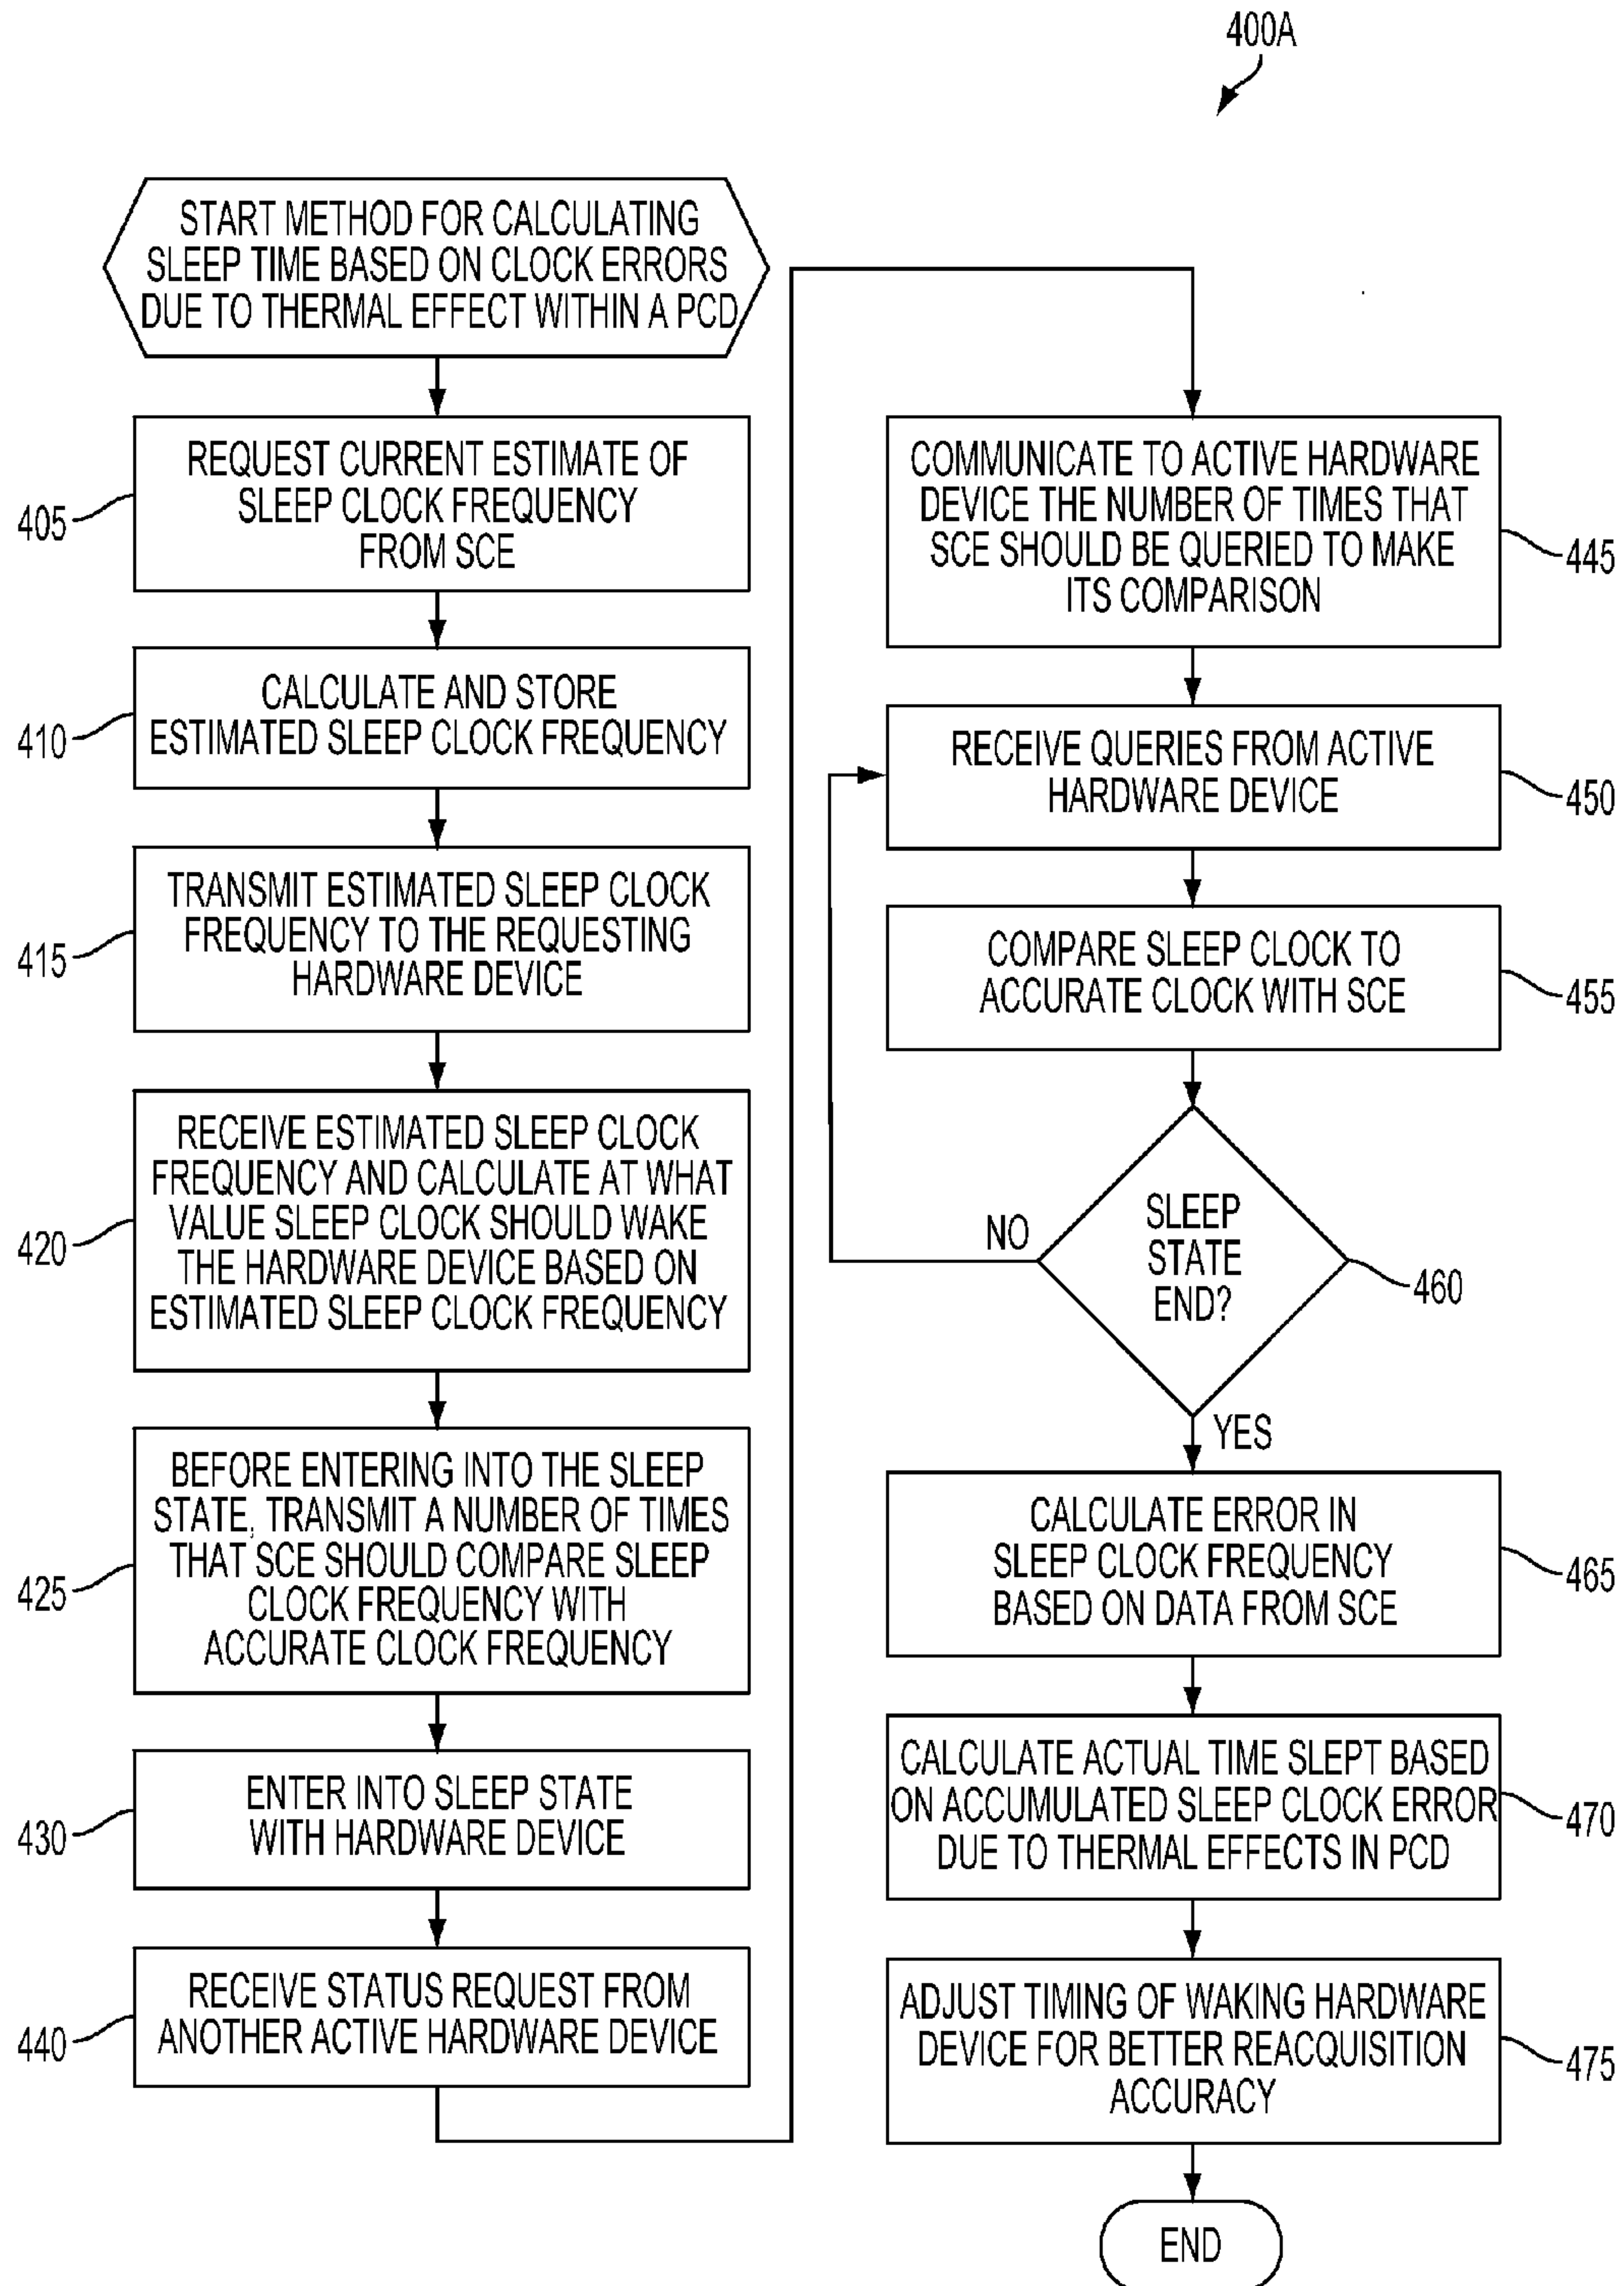 400A
START METHOD FOR CALCULATING
SLEEP TIME BASED ON CLOCK ERRORS
DUE TO THERMAL EFFECT WITHIN A PCD
405
REQUEST CURRENT ESTIMATE OF
SLEEP CLOCK FREQUENCY
FROM SCE
410
CALCULATE AND STORE
ESTIMATED SLEEP CLOCK FREQUENCY
415
TRANSMIT ESTIMATED SLEEP CLOCK
FREQUENCY TO THE REQUESTING
HARDWARE DEVICE
420
RECEIVE ESTIMATED SLEEP CLOCK
FREQUENCY AND CALCULATE AT WHAT
VALUE SLEEP CLOCK SHOULD WAKE
THE HARDWARE DEVICE BASED ON
ESTIMATED SLEEP CLOCK FREQUENCY
425
BEFORE ENTERING INTO THE SLEEP
STATE, TRANSMIT A NUMBER OF TIMES
THAT SCE SHOULD COMPARE SLEEP
CLOCK FREQUENCY WITH
ACCURATE CLOCK FREQUENCY
430
ENTER INTO SLEEP STATE
WITH HARDWARE DEVICE
440
RECEIVE STATUS REQUEST FROM
ANOTHER ACTIVE HARDWARE DEVICE
COMMUNICATE TO ACTIVE HARDWARE
DEVICE THE NUMBER OF TIMES THAT
SCE SHOULD BE QUERIED TO MAKE
ITS COMPARISON
445
RECEIVE QUERIES FROM ACTIVE
HARDWARE DEVICE
450
COMPARE SLEEP CLOCK TO
ACCURATE CLOCK WITH SCE
455
SLEEP
STATE
END?
460
NO
YES
CALCULATE ERROR IN
SLEEP CLOCK FREQUENCY
BASED ON DATA FROM SCE
465
CALCULATE ACTUAL TIME SLEPT BASED
ON ACCUMULATED SLEEP CLOCK ERROR
DUE TO THERMAL EFFECTS IN PCD
470
ADJUST TIMING OF WAKING HARDWARE
DEVICE FOR BETTER REACQUISITION
ACCURACY
475
END